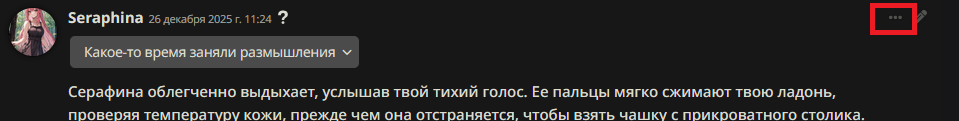 Seraphina 26 декабря 2025 г. 11:24 ?
Какое-то время заняли размышления
Серафина облегченно выдыхает, услышав твой тихий голос. Ее пальцы мягко сжимают твою ладонь,
проверяя температуру кожи, прежде чем она отстраняется, чтобы взять чашку с прикроватного столика.